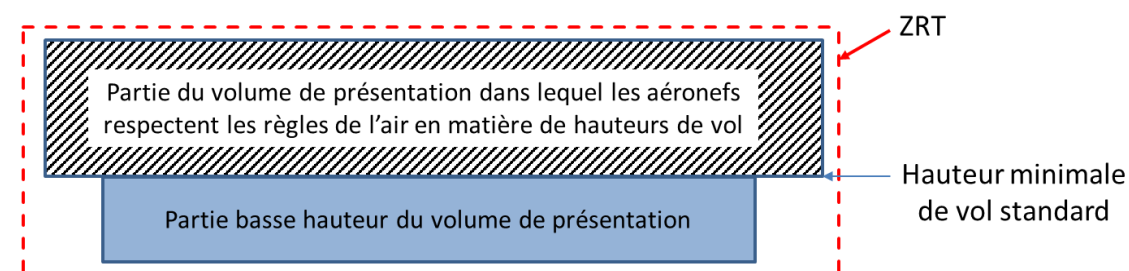 ZRT
Partie du volume de présentation dans lequel les aéronefs
respectent les règles de l’air en matière de hauteurs de vol
Hauteur minimale
de vol standard
Partie basse hauteur du volume de présentation